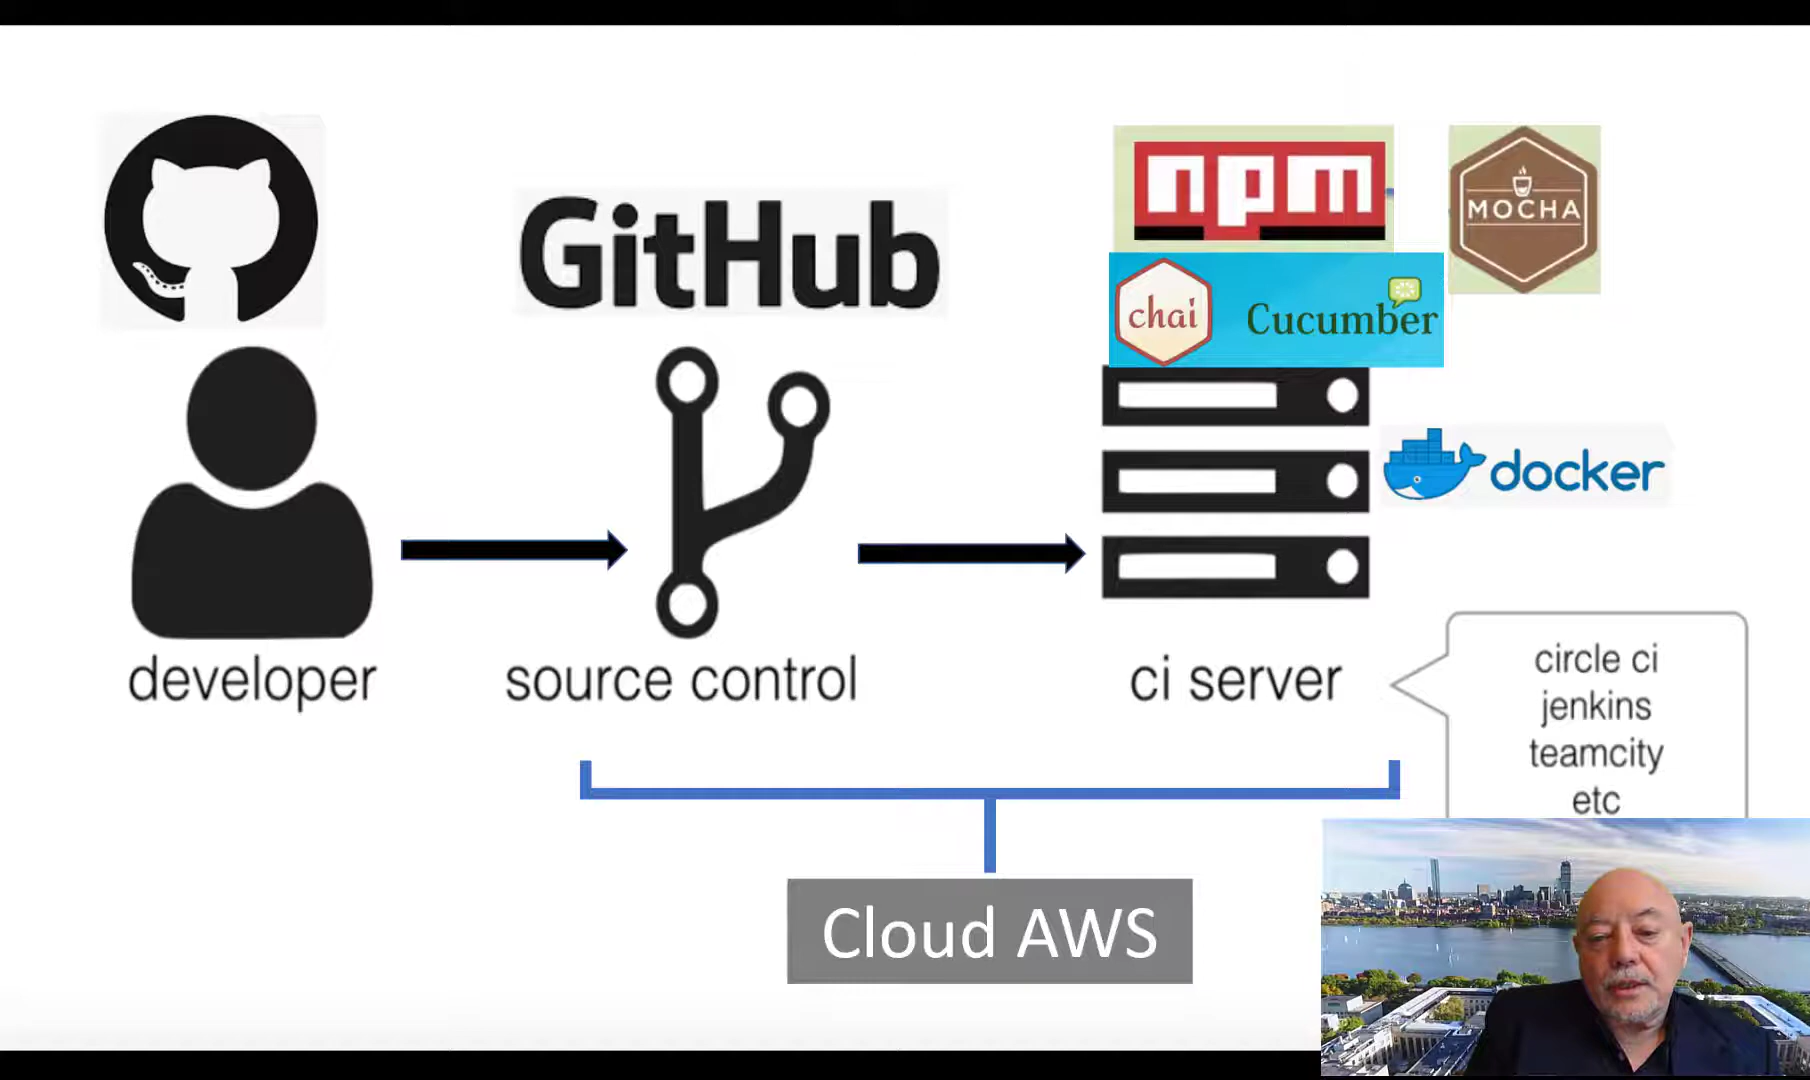 GitHub
npm
MOCHA
chai
Cucumber
docker
developer
source control
ci server
circle ci
jenkins
teamcity
etc
Cloud AWS